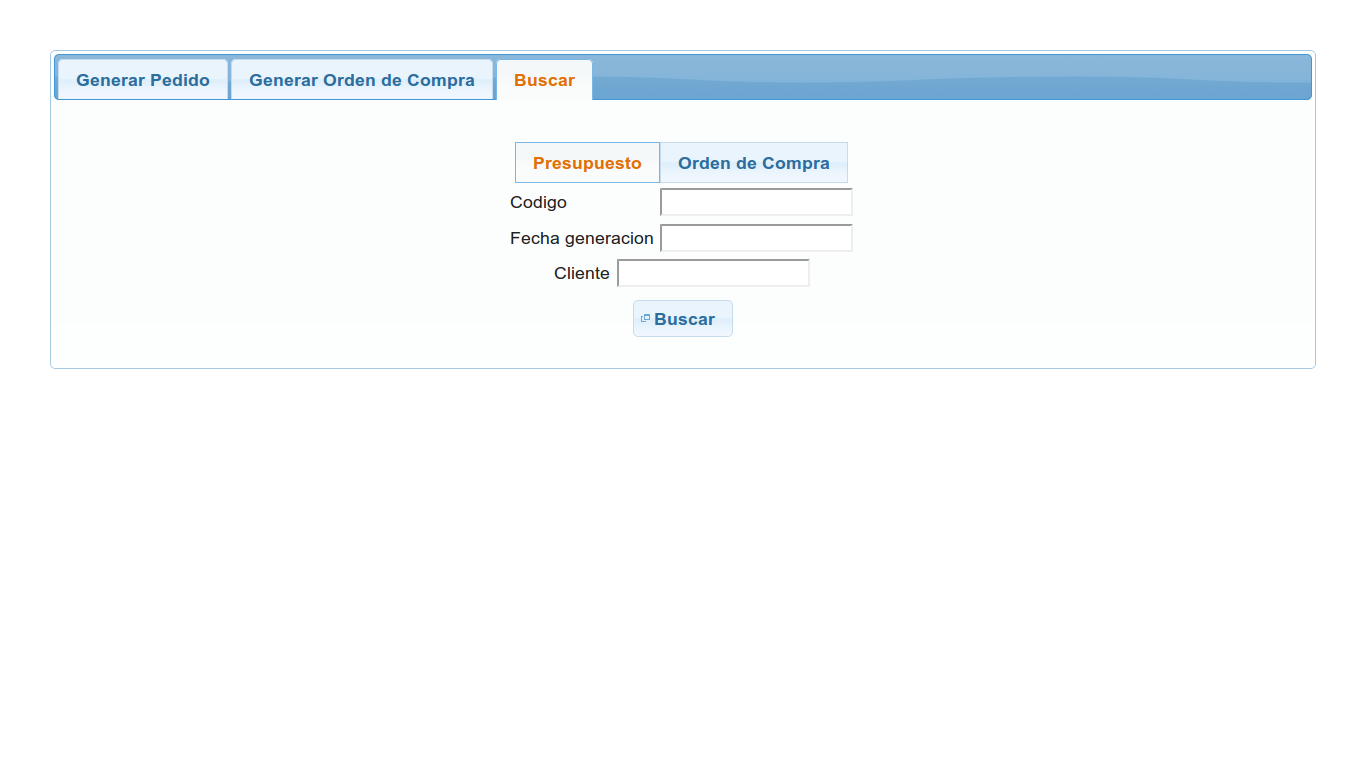 Generar Pedido Generar Orden de Compra Buscar
Presupuesto Orden de Compra
Codigo
Fecha generacion
Cliente
Buscar